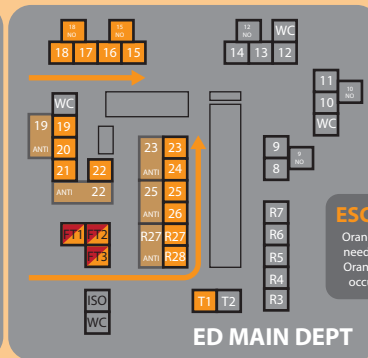 16 NO 15 NO
18 17 16 15
12 NO WC
14 13 12
11
10
WC
10 NO
WC
19 19
ANTI 20
21 22
ANTI 22
23 23
ANTI 24
25 25
ANTI 26
R27 R27
ANTI R28
9
8
9 NO
R7
R6
R5
R4
R3
FT1 FT2
FT3
ISO
WC
T1 T2
ESC
Oran
need
Oran
occu
ED MAIN DEPT